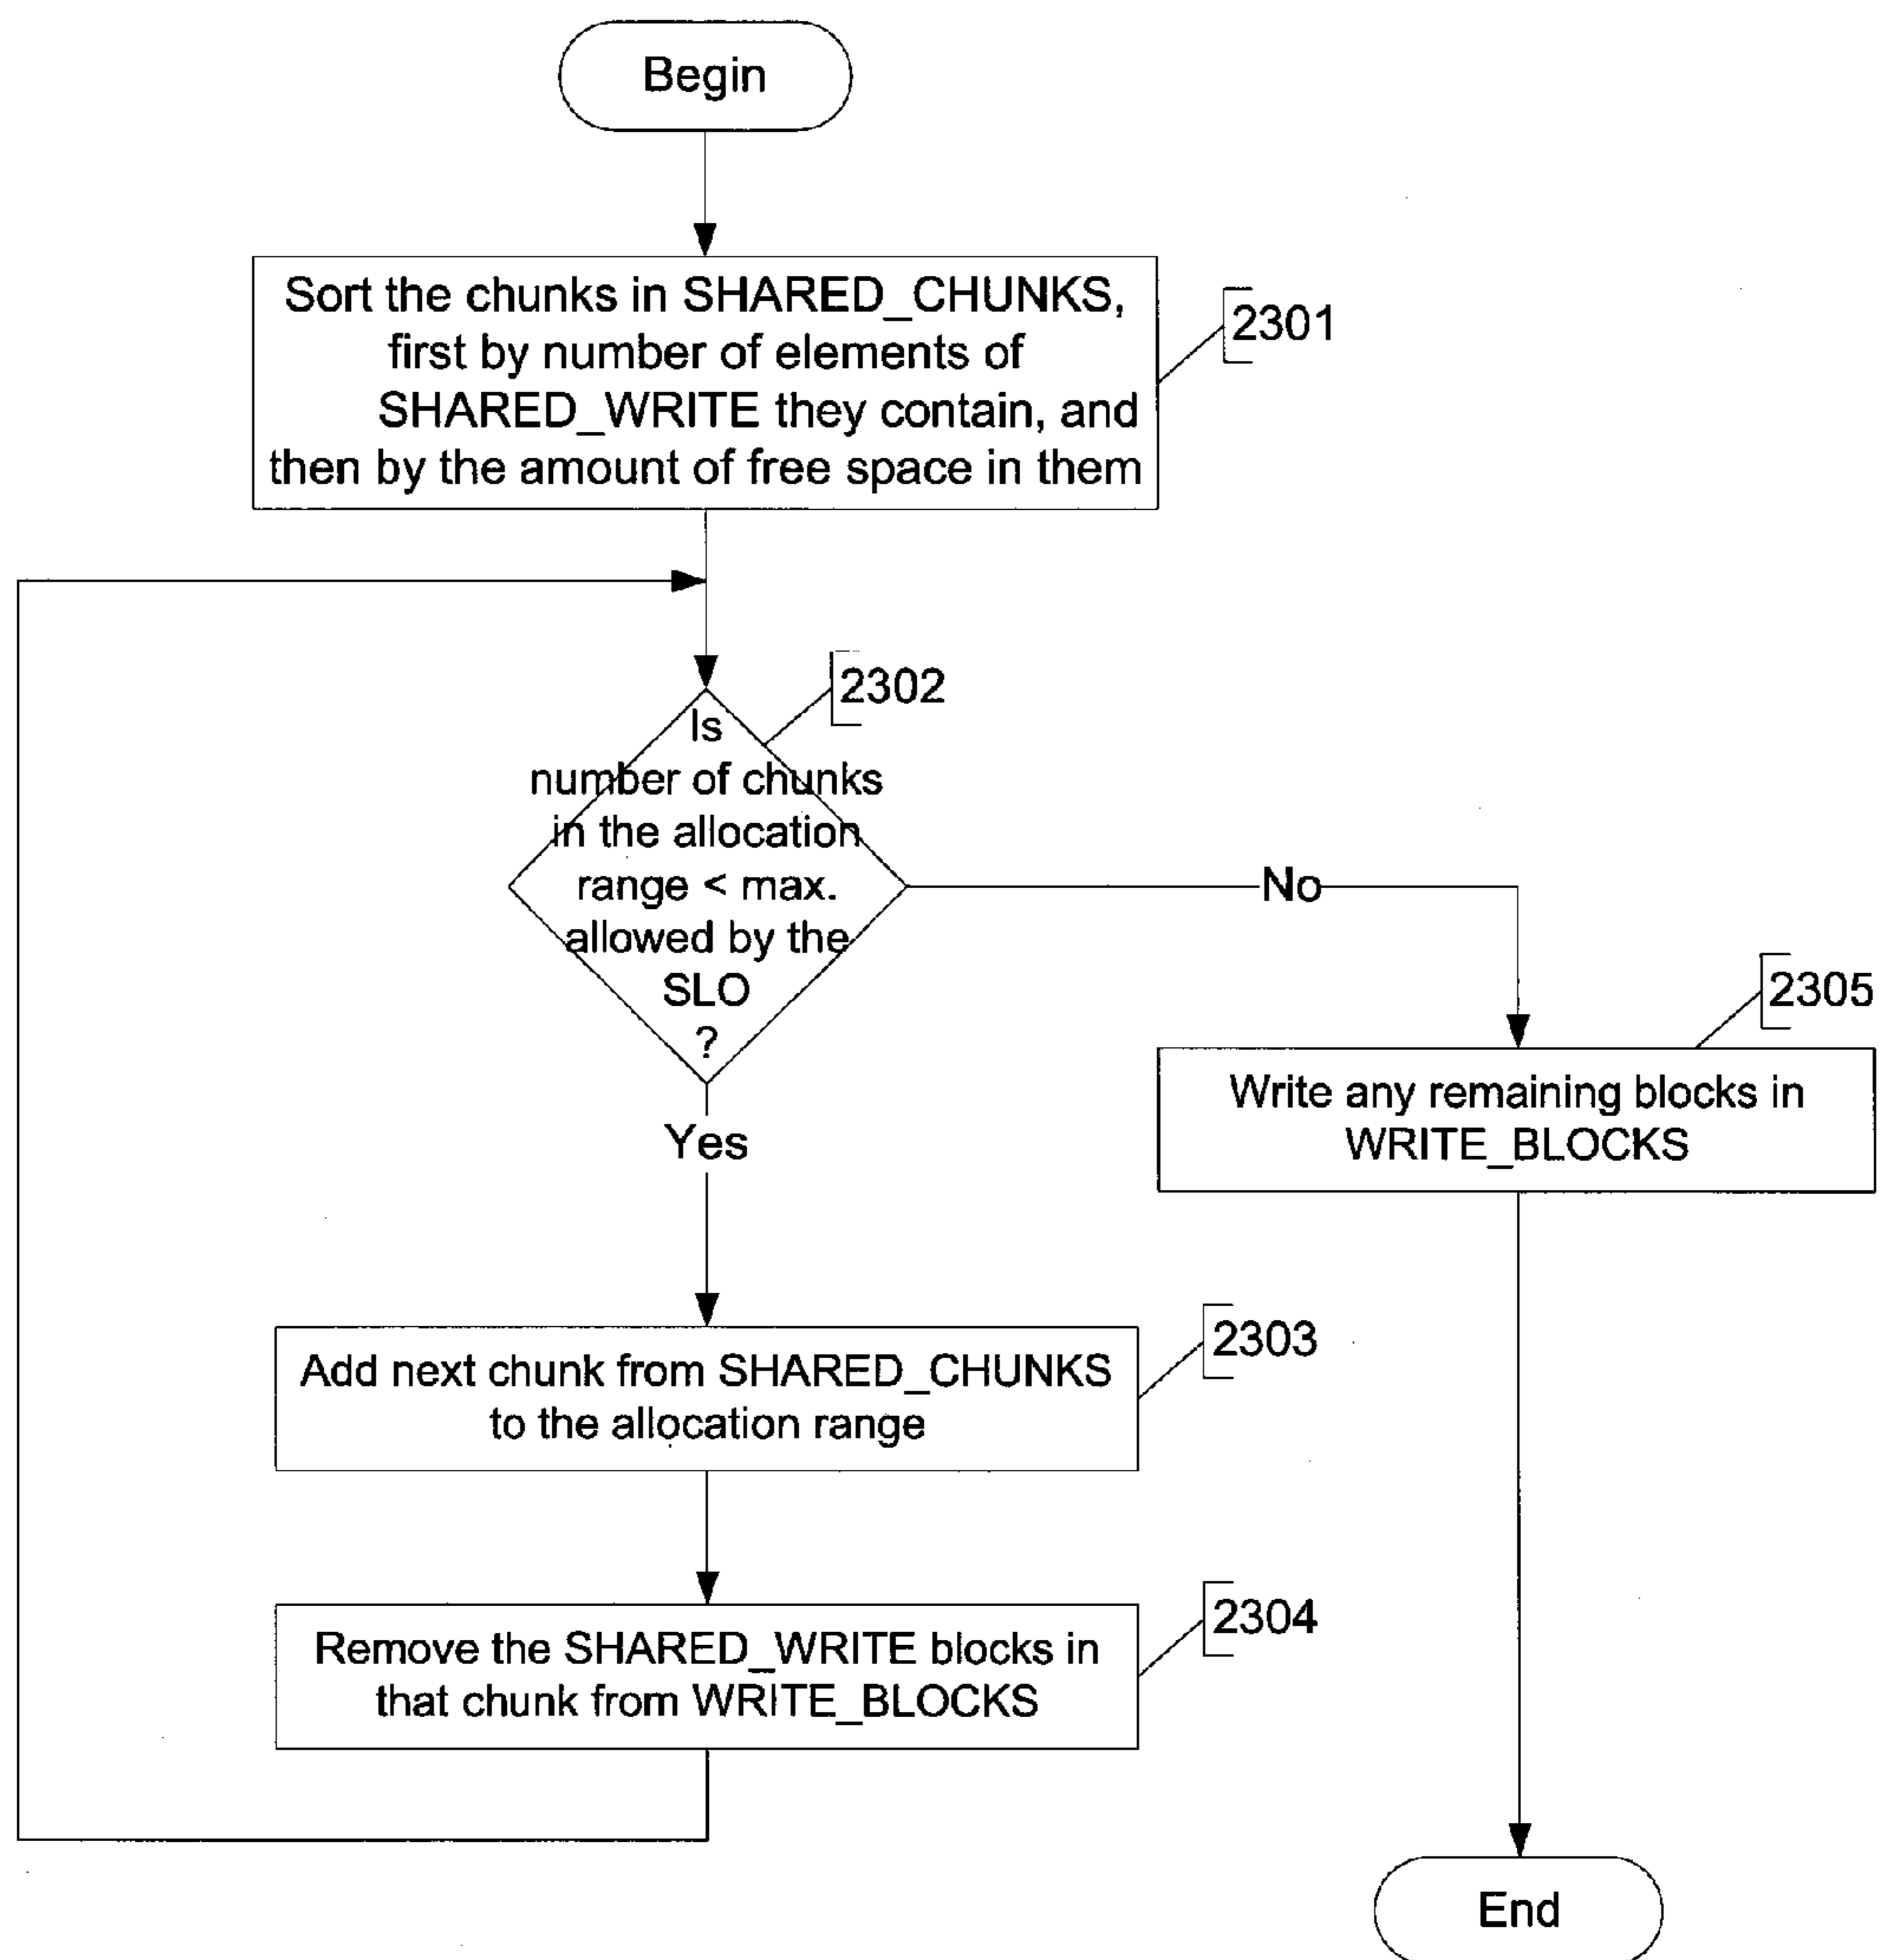 Begin
Sort the chunks in SHARED_CHUNKS,
first by number of elements of
SHARED_WRITE they contain, and
then by the amount of free space in them
2301
2302
Is
number of chunks
in the allocation
range < max.
allowed by the
SLO
?
No
Yes
2305
Write any remaining blocks in
WRITE_BLOCKS
2303
Add next chunk from SHARED_CHUNKS
to the allocation range
2304
Remove the SHARED_WRITE blocks in
that chunk from WRITE_BLOCKS
End